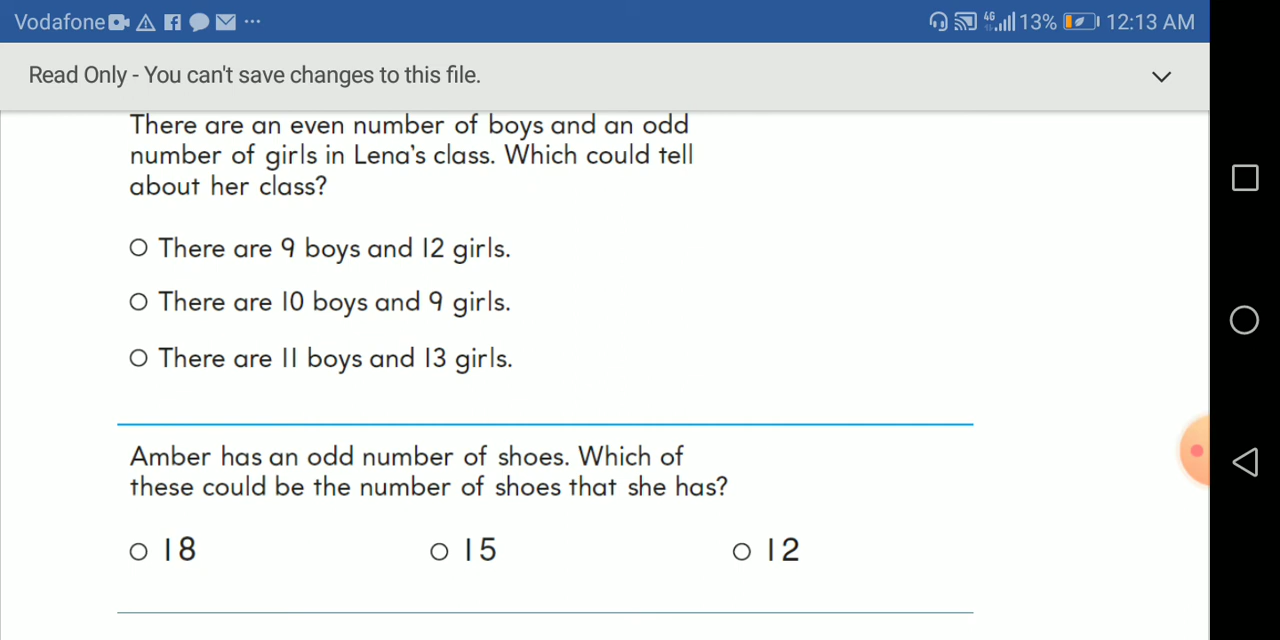 Vodafone ... 4G 13% 12:13 AM
Read Only - You can't save changes to this file.
There are an even number of boys and an odd
number of girls in Lena's class. Which could tell
about her class?
There are 9 boys and 12 girls.
There are 10 boys and 9 girls.
There are 11 boys and 13 girls.
Amber has an odd number of shoes. Which of
these could be the number of shoes that she has?
18 15 12